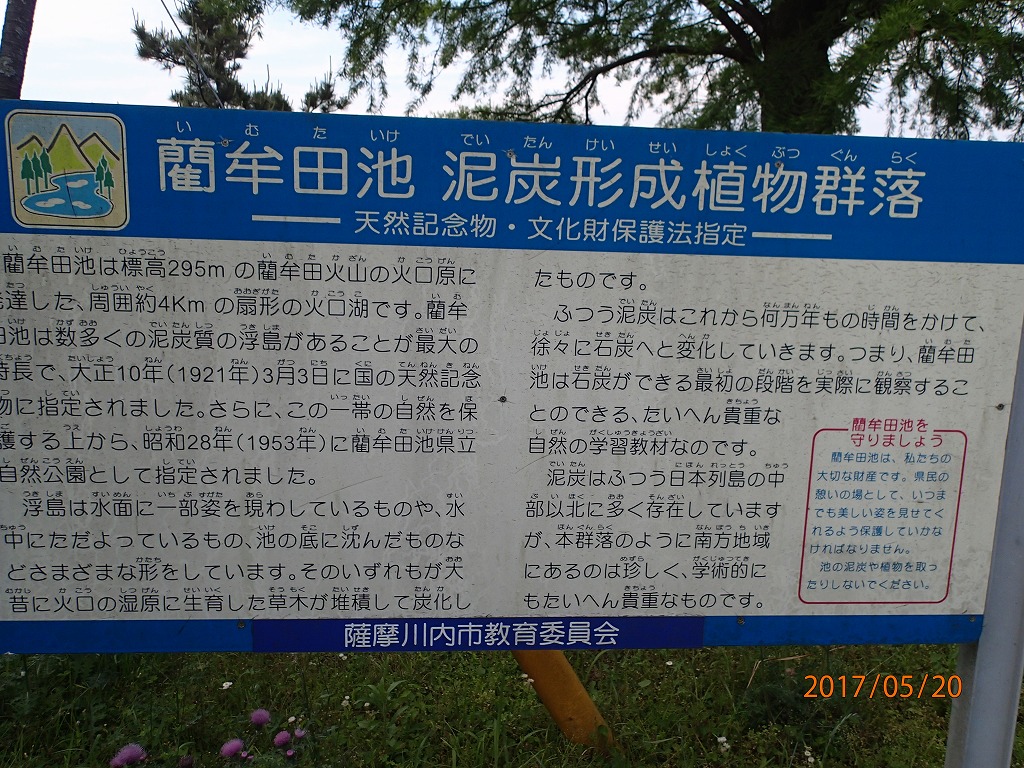 いむたいけ でいたんけいせいしょくぶつぐんらく
藺牟田池 泥炭形成植物群落
天然記念物・文化財保護法指定
藺牟田池は標高295mの藺牟田火山の火口原に
達した、周囲約4Kmの扇形の火口湖です。藺牟
池は数多くの泥炭質の浮島があることが最大の
特長で、大正10年(1921年)3月3日に国の天然記念
物に指定されました。さらに、この一帯の自然を保
護する上から、昭和28年(1953年)に藺牟田池県立
自然公園として指定されました。
浮島は水面に一部姿を現わしているものや、水
中にただよっているもの、池の底に沈んだものな
どさまざまな形をしています。そのいずれもが大
昔に火口の湿原に生育した草木が堆積して炭化し
たものです。
ふつう泥炭はこれから何万年もの時間をかけて、
徐々に石炭へと変化していきます。つまり、藺牟田
池は石炭ができる最初の段階を実際に観察するこ
とのできる、たいへん貴重な
自然の学習教材なのです。
泥炭はふつう日本列島の中
部以北に多く存在しています
が、本群落のように南方地域
にあるのは珍しく、学術的に
もたいへん貴重なものです。
藺牟田池を
守りましょう
藺牟田池は、私たちの
大切な財産です。県民の
憩いの場として、いつま
でも美しい姿を見せてく
れるよう保護していかな
ければなりません。
池の泥炭や植物を取っ
たりしないでください。
薩摩川内市教育委員会
2017/05/20